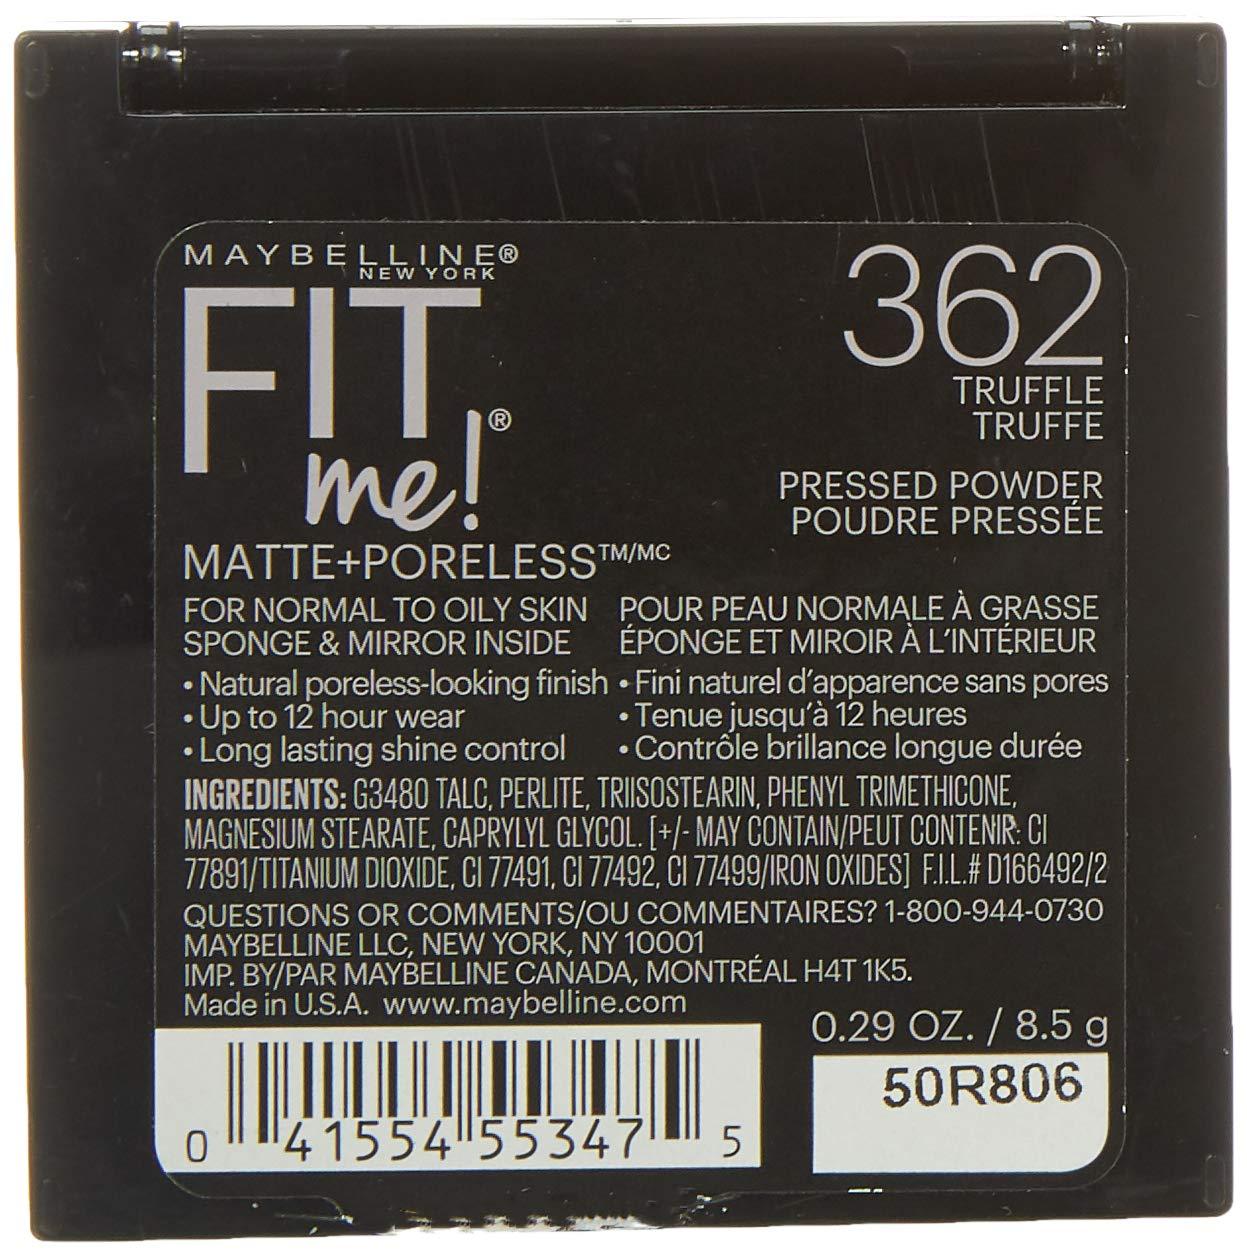 MAYBELLINE®
NEW YORK
FIT
me!®
MATTE+PORELESS™/MC
362
TRUFFLE
TRUFFE
PRESSED POWDER
POUDRE PRESSÉE
FOR NORMAL TO OILY SKIN
SPONGE & MIRROR INSIDE
• Natural poreless-looking finish
• Up to 12 hour wear
• Long lasting shine control
POUR PEAU NORMALE À GRASSE
ÉPONGE ET MIROIR À L'INTÉRIEUR
• Fini naturel d'apparence sans pores
• Tenue jusqu'à 12 heures
• Contrôle brillance longue durée
INGREDIENTS: G3480 TALC, PERLITE, TRIISOSTEARIN, PHENYL TRIMETHICONE,
MAGNESIUM STEARATE, CAPRYLYL GLYCOL. [+/- MAY CONTAIN/PEUT CONTENIR: CI
77891/TITANIUM DIOXIDE, CI 77491, CI 77492, CI 77499/IRON OXIDES] F.I.L.# D166492/2
QUESTIONS OR COMMENTS/OU COMMENTAIRES? 1-800-944-0730
MAYBELLINE LLC, NEW YORK, NY 10001
IMP. BY/PAR MAYBELLINE CANADA, MONTRÉAL H4T 1K5.
Made in U.S.A. www.maybelline.com
0.29 OZ. / 8.5 g
50R806
0 41554 55347 5